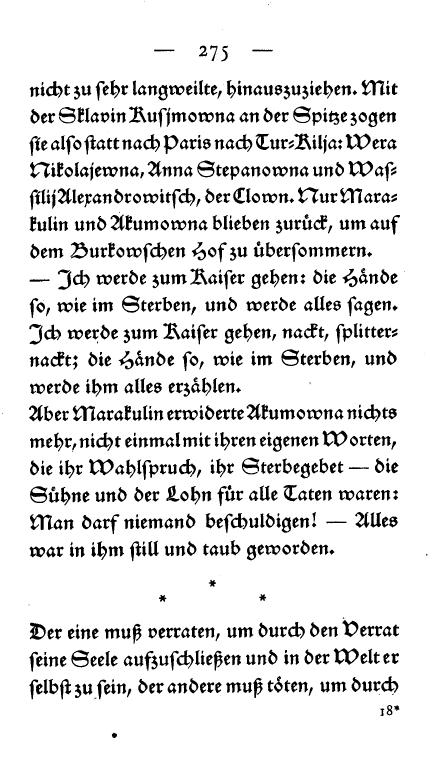 — 275 —
nicht zu sehr langweilte, hinauszuziehen. Mit
der Sklavin Kusjmowna an der Spitze zogen
sie also statt nach Paris nach Tur-Kilja: Wera
Nikolajewna, Anna Stepanowna und Was-
silij Alexandrowitsch, der Clown. Nur Mara-
kulin und Akumowna blieben zurück, um auf
dem Burkowschen Hof zu übersommern.
— Ich werde zum Kaiser gehen: die Hände
so, wie im Sterben, und werde alles sagen.
Ich werde zum Kaiser gehen, nackt, splitter-
nackt; die Hände so, wie im Sterben, und
werde ihm alles erzählen.
Aber Marakulin erwiderte Akumowna nichts
mehr, nicht einmal mit ihren eigenen Worten,
die ihr Wahlspruch, ihr Sterbegebet — die
Sühne und der Lohn für alle Taten waren:
Man darf niemand beschuldigen! — Alles
war in ihm still und taub geworden.
*
* *
Der eine muß verraten, um durch den Verrat
seine Seele aufzuschließen und in der Welt er
selbst zu sein, der andere muß töten, um durch
18*